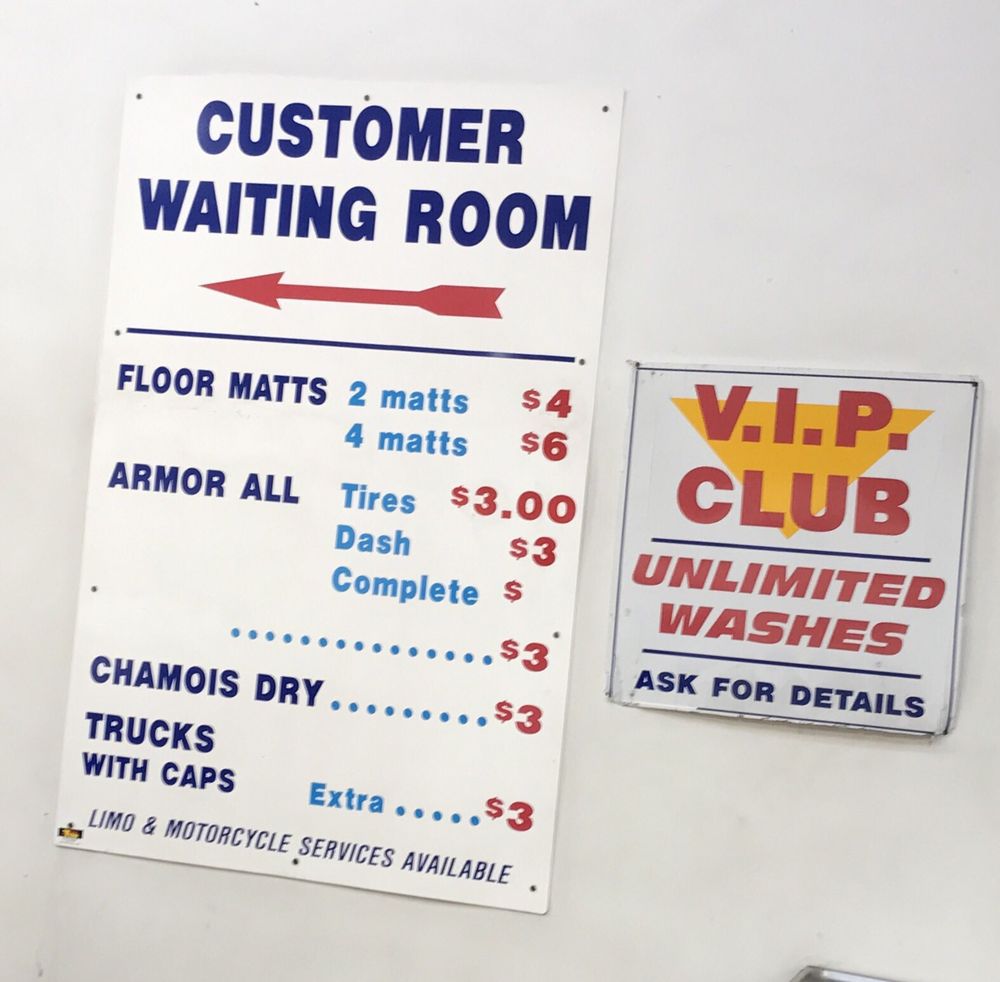 CUSTOMER
WAITING ROOM
FLOOR MATTS 2 matts $4
4 matts $6
ARMOR ALL Tires $3.00
Dash $3
Complete $
..............$3
CHAMOIS DRY.........$3
TRUCKS
WITH CAPS
Extra .....$3
LIMO & MOTORCYCLE SERVICES AVAILABLE
V.I.P.
CLUB
UNLIMITED
WASHES
ASK FOR DETAILS